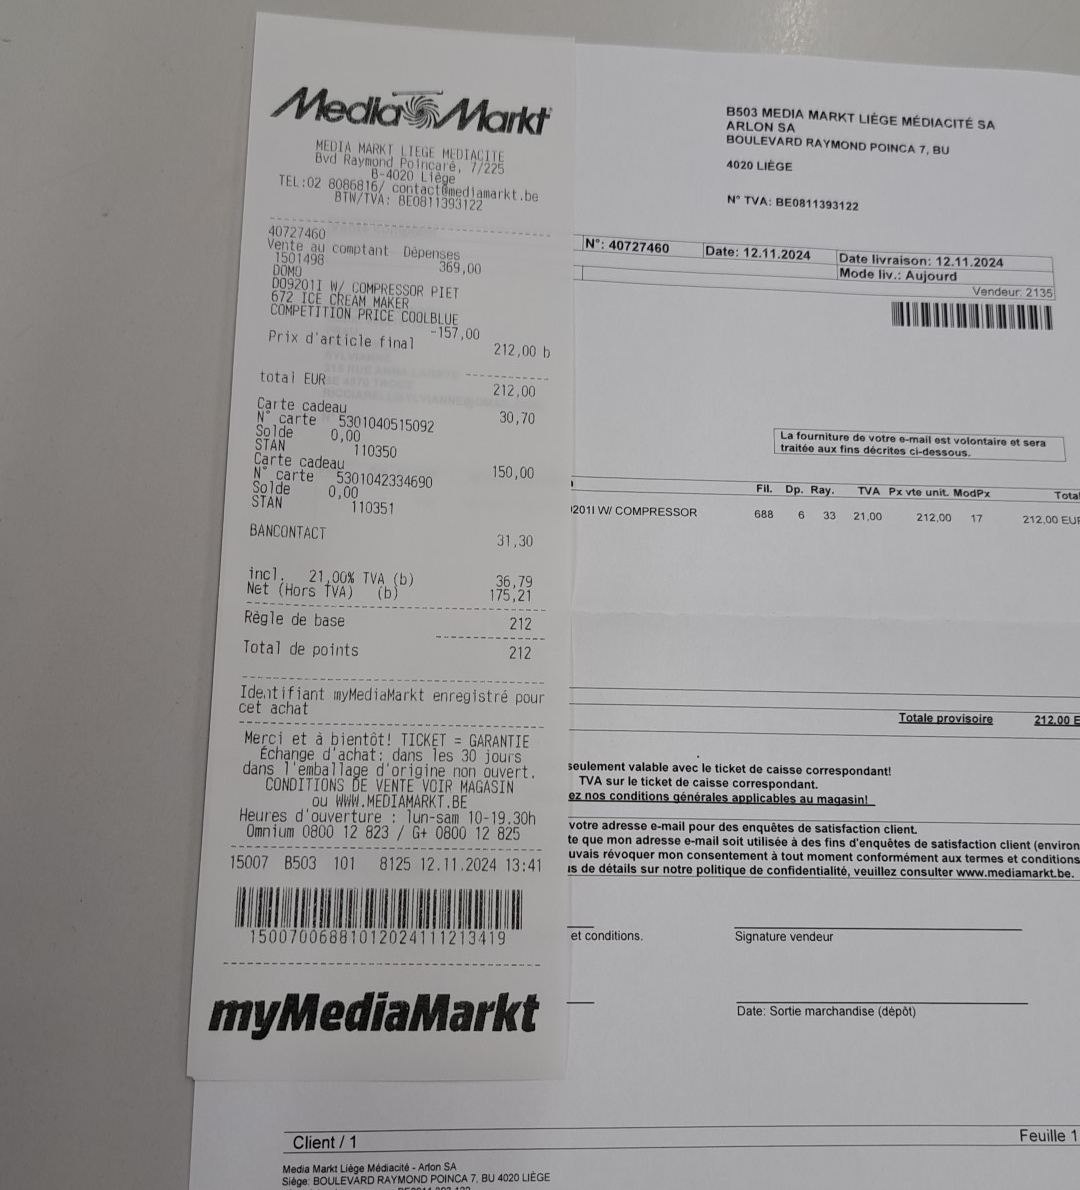 Media Markt
MEDIA MARKT LIEGE MEDIACITE
Bvd Raymond Poincaré, 7/225
B-4020 Liège
TEL:02 8086816/ contact@mediamarkt.be
BTW/TVA: BE0811393122
40727460
Vente au comptant Dépenses
1501498 369,00
DOMO
DO9201I W/ COMPRESSOR PIET
672 ICE CREAM MAKER
COMPETITION PRICE COOLBLUE
-157,00
Prix d'article final 212,00 b
total EUR 212,00
Carte cadeau 30,70
N° carte 5301040515092
Solde 0,00
STAN 110350
Carte cadeau 150,00
N° carte 5301042334690
Solde 0,00
STAN 110351
BANCONTACT 31,30
incl. 21,00% TVA (b) 36,79
Net (Hors TVA) (b) 175,21
Règle de base 212
Total de points 212
Identifiant myMediaMarkt enregistré pour
cet achat
Merci et à bientôt! TICKET = GARANTIE
Échange d'achat: dans les 30 jours
dans l'emballage d'origine non ouvert.
CONDITIONS DE VENTE VOIR MAGASIN
ou WWW.MEDIAMARKT.BE
Heures d'ouverture : lun-sam 10-19.30h
Omnium 0800 12 823 / G+ 0800 12 825
15007 B503 101 8125 12.11.2024 13:41
1500700688101202411121 3419
myMediaMarkt
B503 MEDIA MARKT LIÈGE MÉDIACITÉ SA
ARLON SA
BOULEVARD RAYMOND POINCA 7, BU
4020 LIÈGE
N° TVA: BE0811393122
N°: 40727460 Date: 12.11.2024 Date livraison: 12.11.2024
Mode liv.: Aujourd
Vendeur: 2135
La fourniture de votre e-mail est volontaire et sera
traitée aux fins décrites ci-dessous.
Fil. Dp. Ray. TVA Px vte unit. ModPx Total
201I W/ COMPRESSOR 688 6 33 21,00 212,00 17 212,00 EUR
Totale provisoire 212,00 E
seulement valable avec le ticket de caisse correspondant!
TVA sur le ticket de caisse correspondant.
ez nos conditions générales applicables au magasin!
votre adresse e-mail pour des enquêtes de satisfaction client.
te que mon adresse e-mail soit utilisée à des fins d'enquêtes de satisfaction client (environ
uvais révoquer mon consentement à tout moment conformément aux termes et conditions
us de détails sur notre politique de confidentialité, veuillez consulter www.mediamarkt.be.
et conditions. Signature vendeur
Date: Sortie marchandise (dépôt)
Client / 1 Feuille 1
Media Markt Liège Médiacité - Arlon SA
Siège: BOULEVARD RAYMOND POINCA 7, BU 4020 LIÈGE